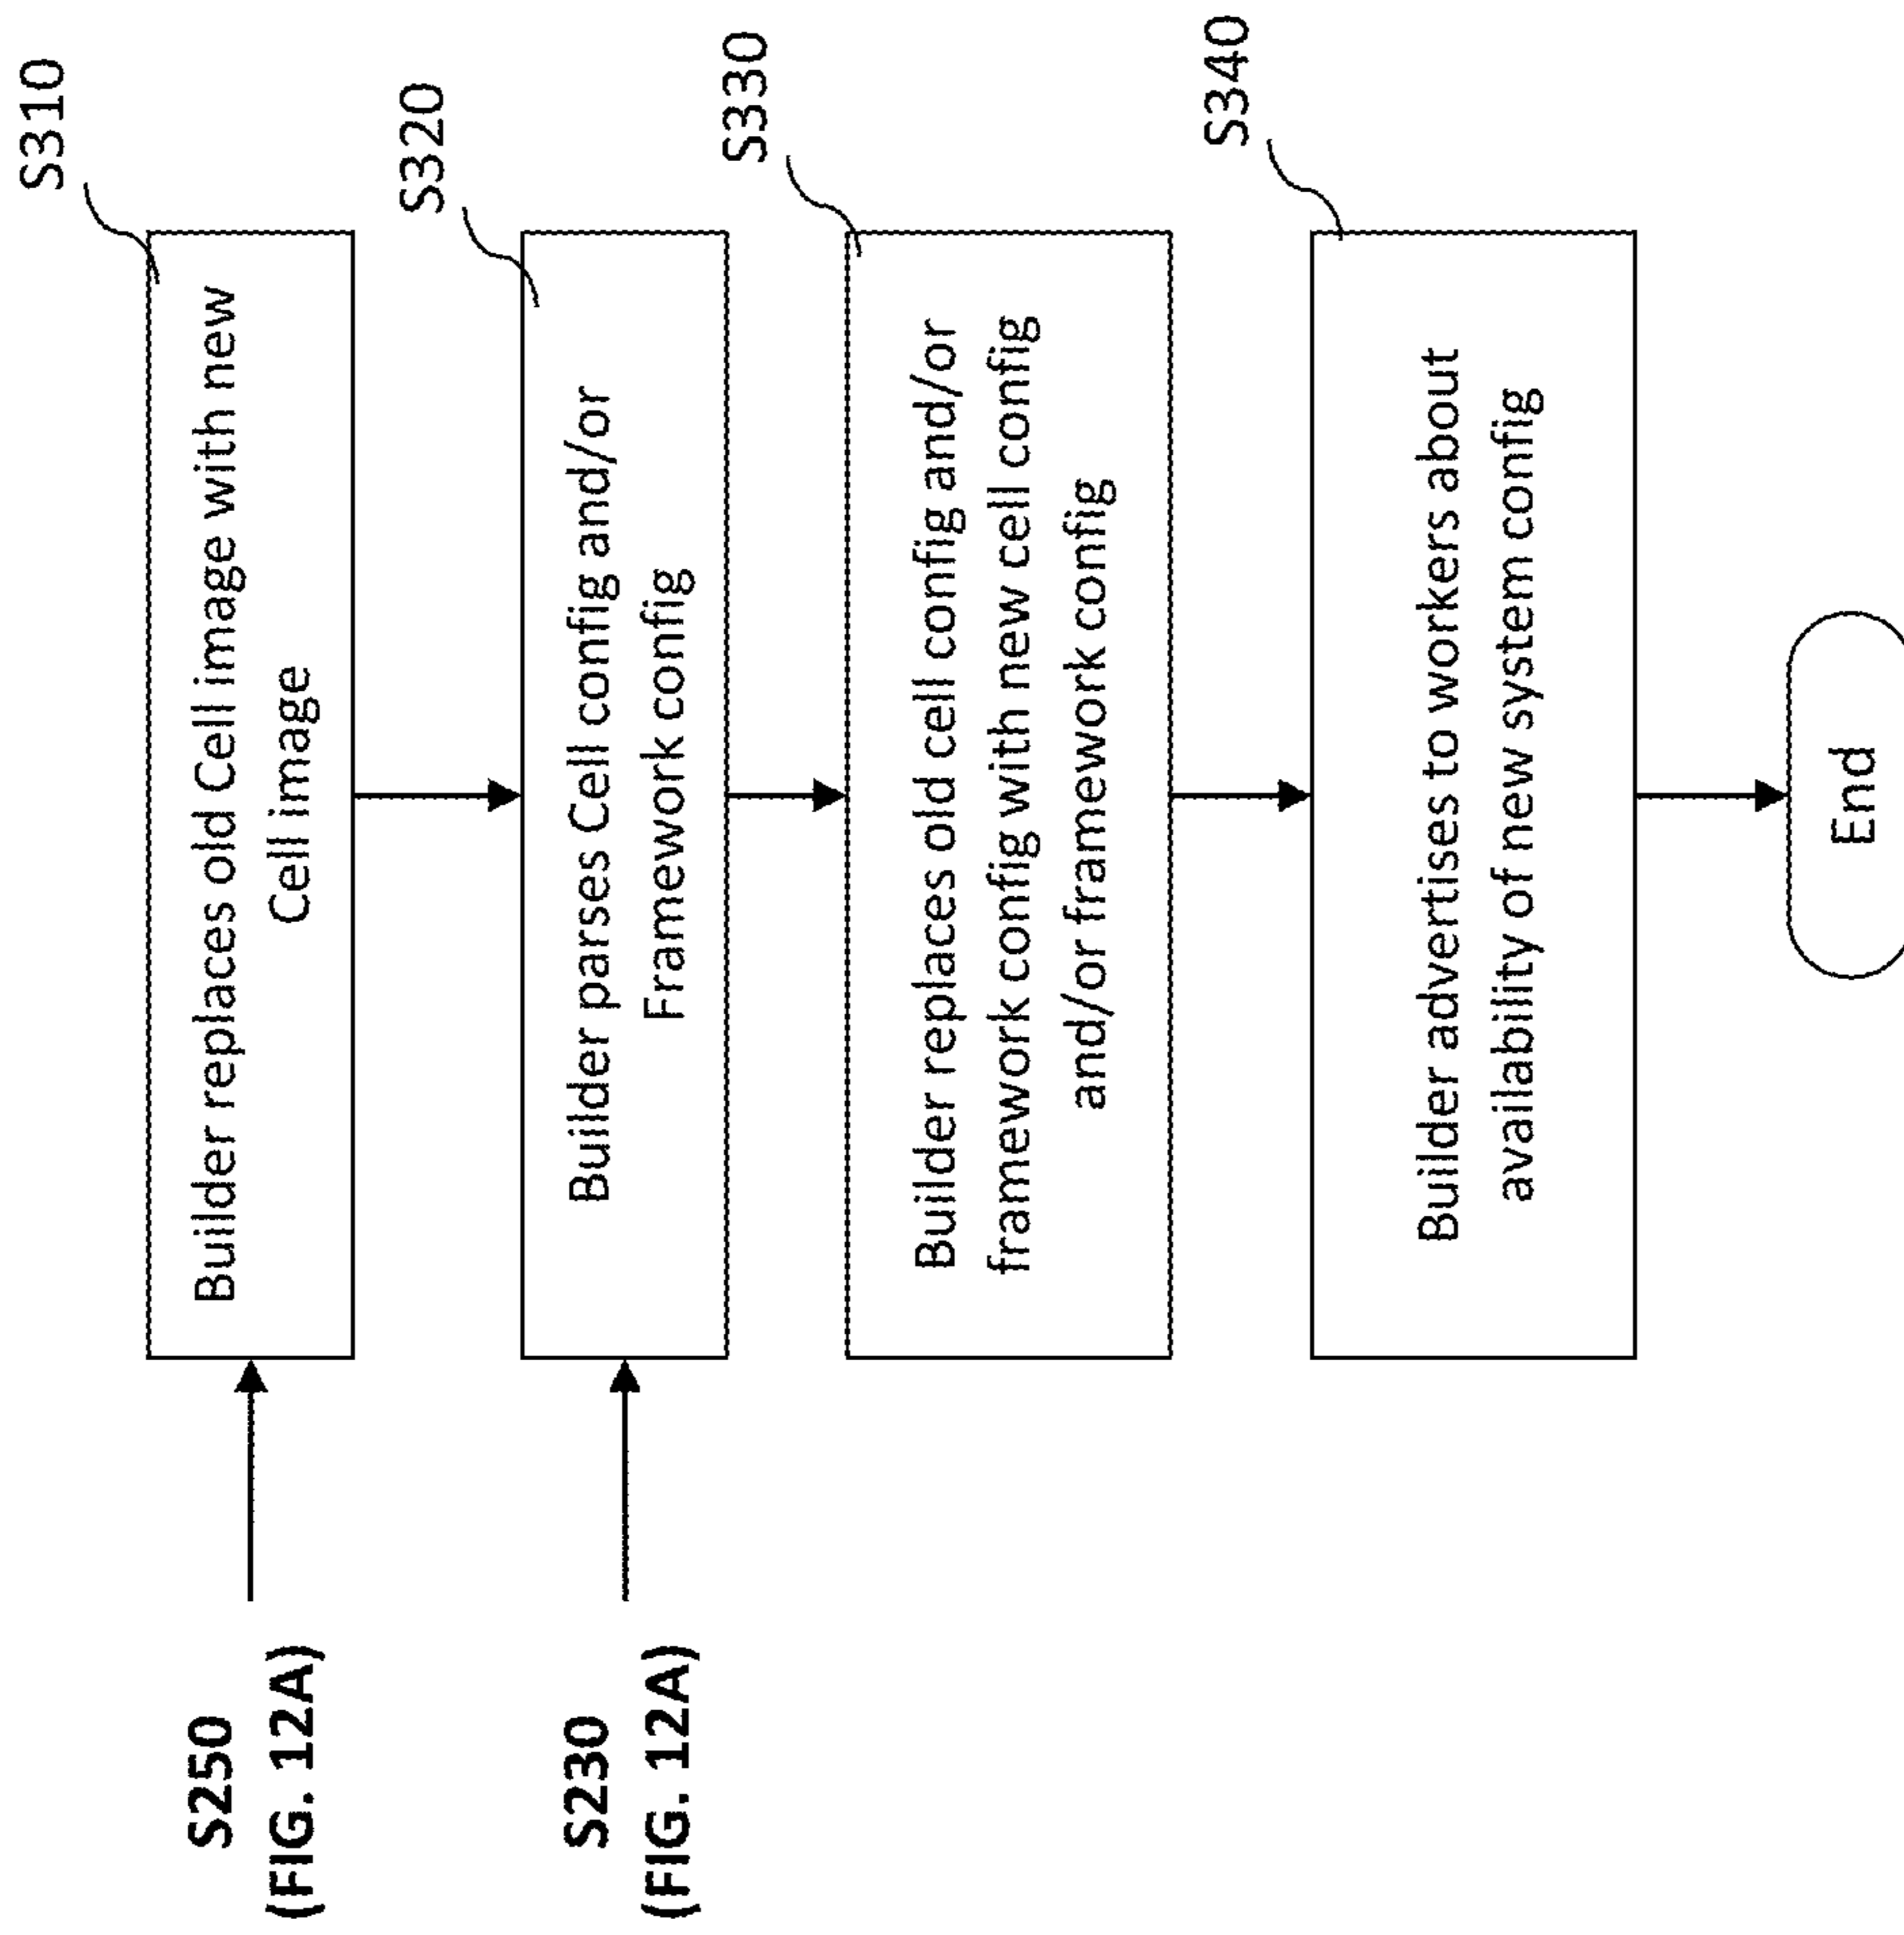 S310
S250
(FIG. 12A)
Builder replaces old Cell image with new
Cell image
S320
S230
(FIG. 12A)
Builder parses Cell config and/or
Framework config
S330
Builder replaces old cell config and/or
framework config with new cell config
and/or framework config
S340
Builder advertises to workers about
availability of new system config
End